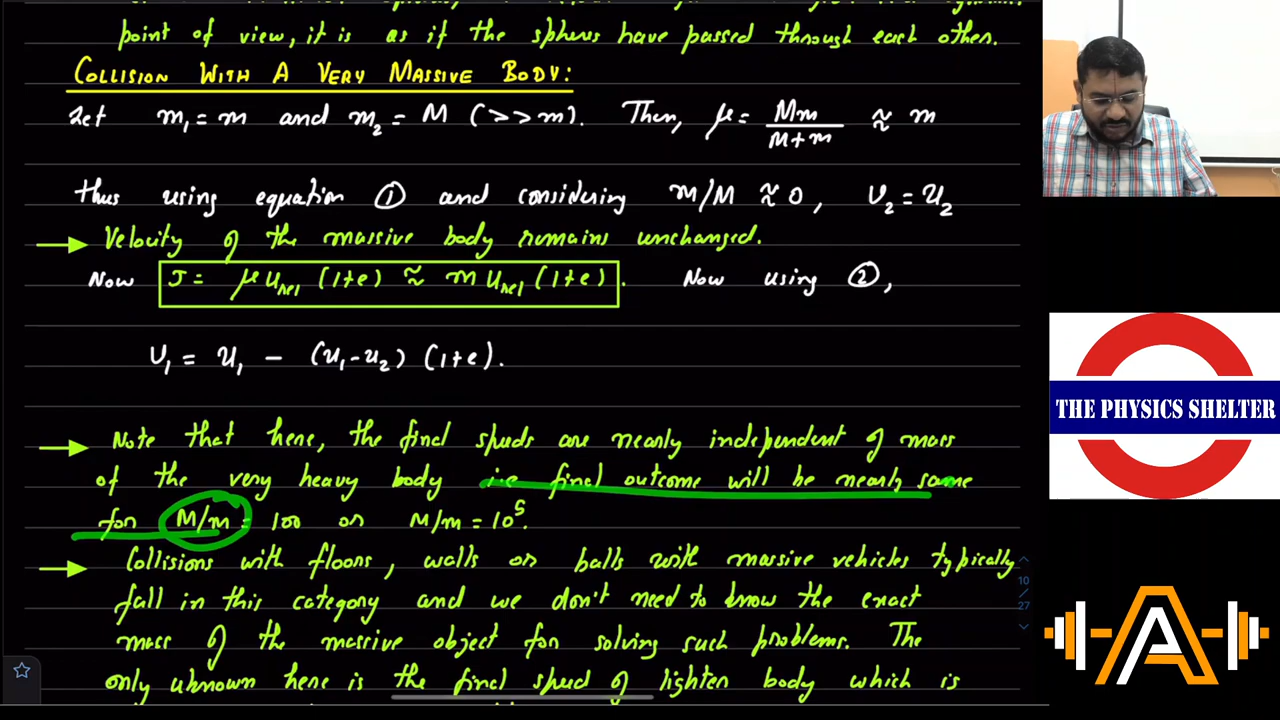 point of view, it is as if the spheres have passed through each other.
COLLISION WITH A VERY MASSIVE BODY:
Let m₁ = m and m₂ = M (>>m). Then, μ = Mm/M+m ≈ m
thus using equation ① and considering m/M ≈ 0, v₂ = u₂
→ Velocity of the massive body remains unchanged.
Now J = μ u_rel (1+e) ≈ m u_rel (1+e). Now using ②,
v₁ = u₁ - (u₁-u₂) (1+e).
→ Note that here, the final speeds are nearly independent of mass
of the very heavy body i.e final outcome will be nearly same
for M/m = 100 or M/m = 10⁵.
→ Collisions with floors, walls or balls with massive vehicles typically
fall in this category and we don't need to know the exact
mass of the massive object for solving such problems. The
only unknown here is the final speed of lighter body which is
10
/
27
THE PHYSICS SHELTER